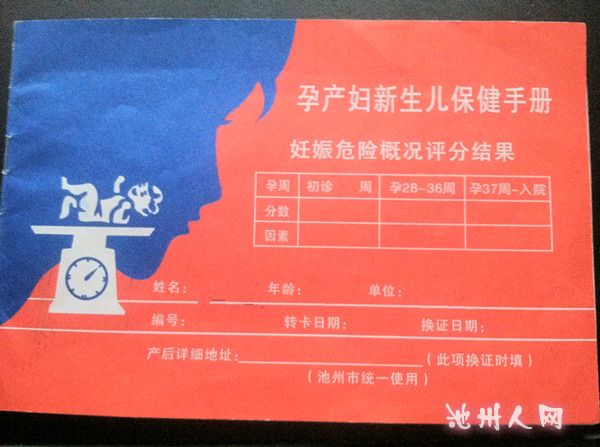 孕产妇新生儿保健手册
妊娠危险概况评分结果
孕周 初诊 周 孕28-36周 孕37周-入院
分数
因素
姓名: 年龄: 单位:
编号: 转卡日期: 换证日期:
产后详细地址: (此项换证时填)
(池州市统一使用)
池州人网